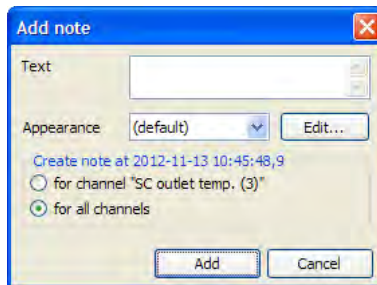 Add note
Text
Appearance (default) Edit...
Create note at 2012-11-13 10:45:48,9
for channel "SC outlet temp. (3)"
for all channels
Add Cancel